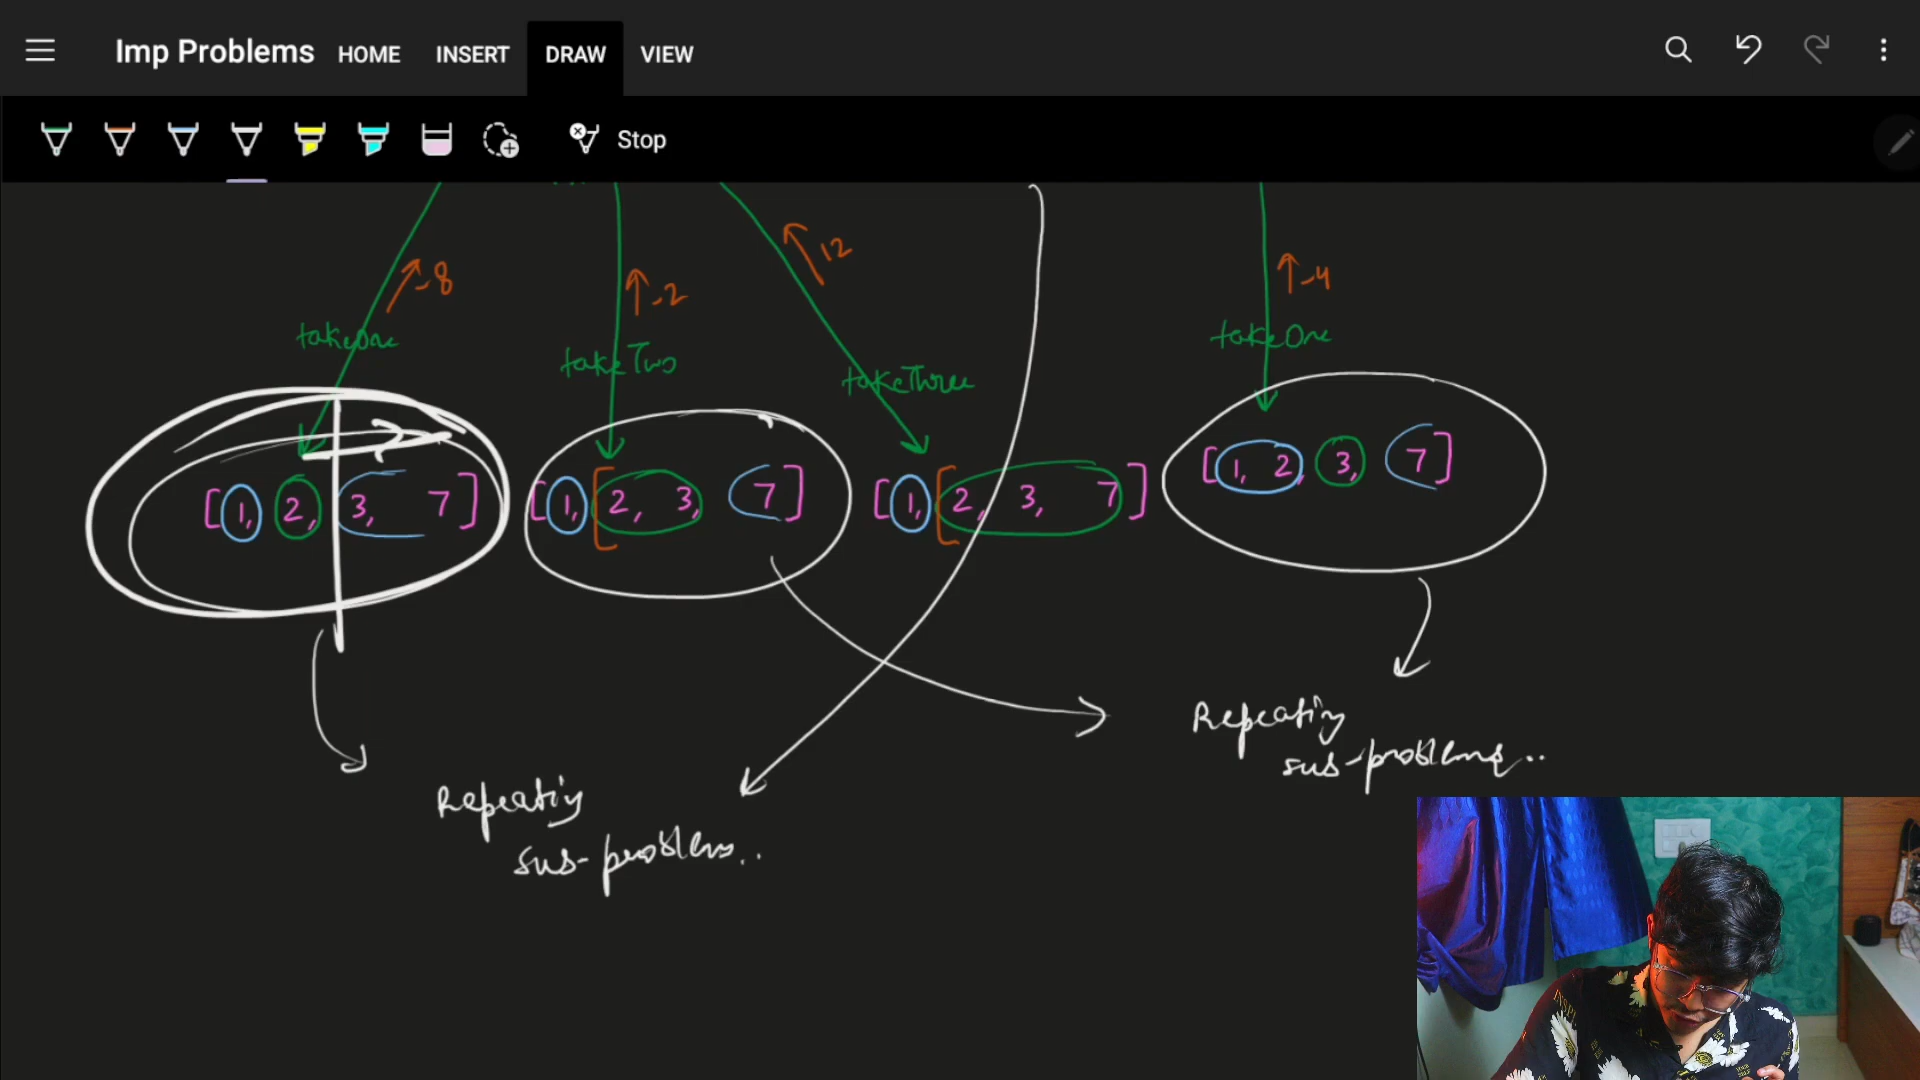 Imp Problems HOME INSERT DRAW VIEW
Stop
-8
-2
12
-4
takeOne
takeTwo
takeThree
takeOne
[1, 2, 3, 7]
[1, [2, 3, 7]
[1, [2, 3, 7]
[1, 2, 3, 7]
Repeating
sub-problems..
Repeating
sub-problems..